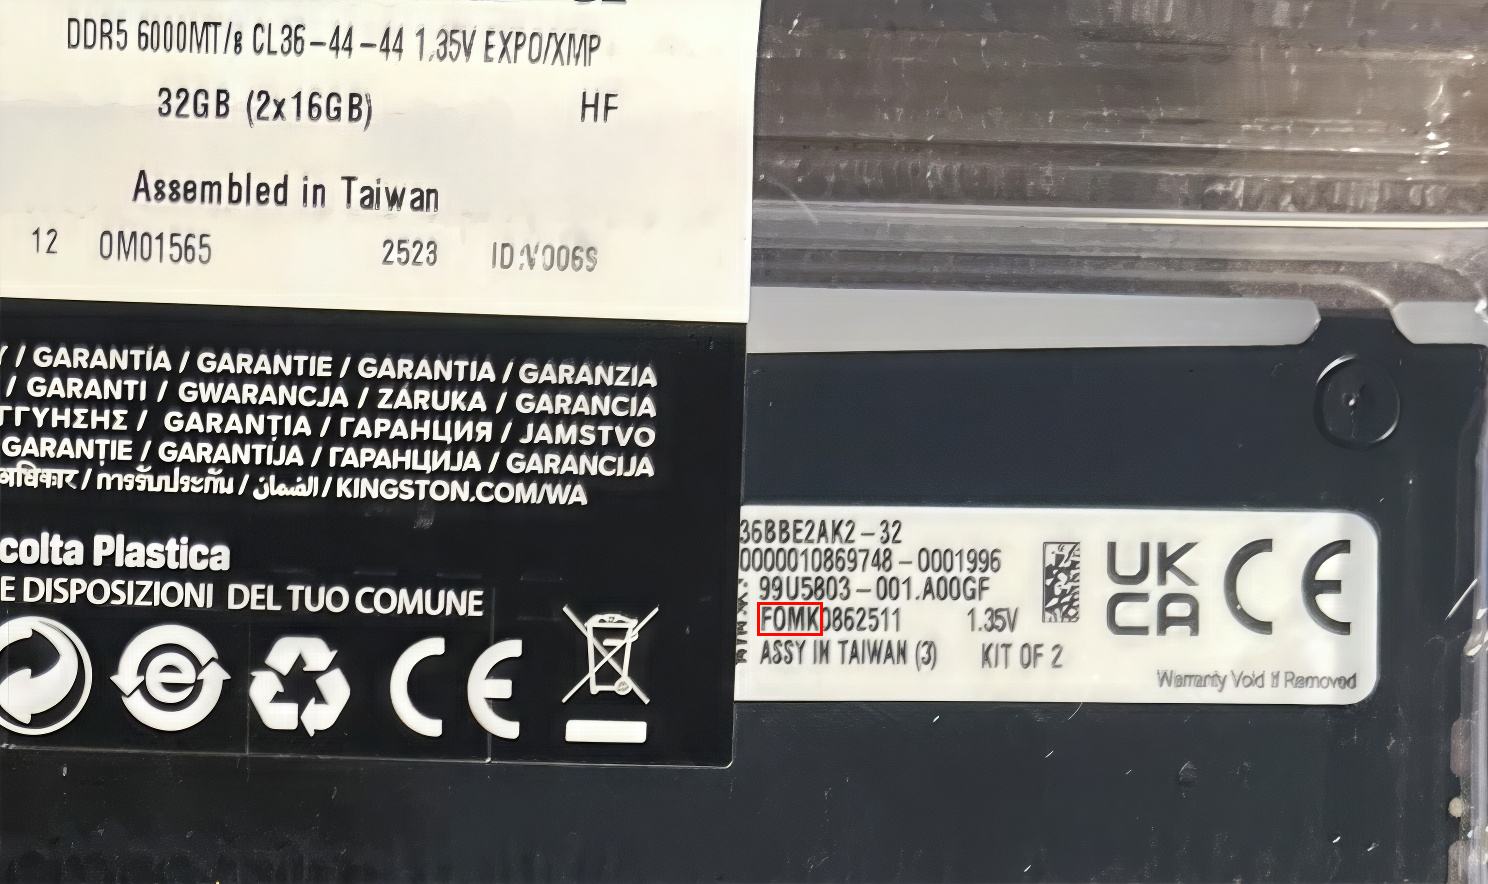 DDR5 6000MT/s CL36-44-44 1.35V EXPO/XMP
32GB (2x16GB) HF
Assembled in Taiwan
12 0M01565 2523 ID:V006S
/ GARANTÍA / GARANTIE / GARANTIA / GARANZIA
/ GARANTI / GWARANCJA / ZÁRUKA / GARANCIA
ΓΓΥΗΣΗΣ / GARANȚIA / ГАРАНЦИЯ / JAMSTVO
GARANȚIE / GARANTIJA / ГАРАНЦИЈА / GARANCIJA
การรับประกัน / الضمان / KINGSTON.COM/WA
colta Plastica
E DISPOSIZIONI DEL TUO COMUNE
CE
36BBE2AK2-32
0000010869748-0001996
99U5803-001.A00GF
F0MK0862511 1.35V
ASSY IN TAIWAN (3) KIT OF 2
UK
CA
CE
Warranty Void If Removed